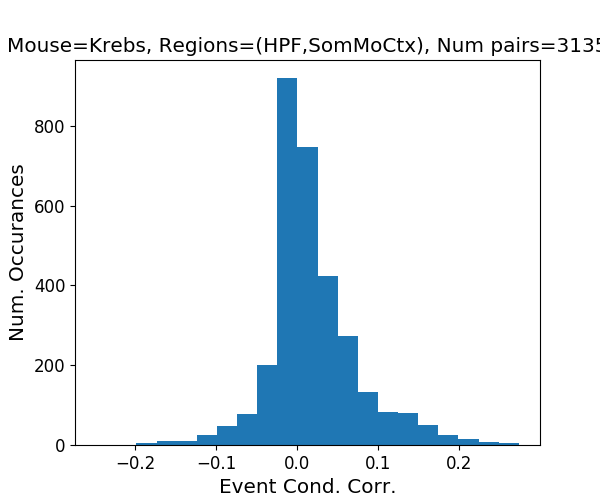 Mouse=Krebs, Regions=(HPF,SomMoCtx), Num pairs=3135
Num. Occurances
800
600
400
200
0
−0.2 −0.1 0.0 0.1 0.2
Event Cond. Corr.